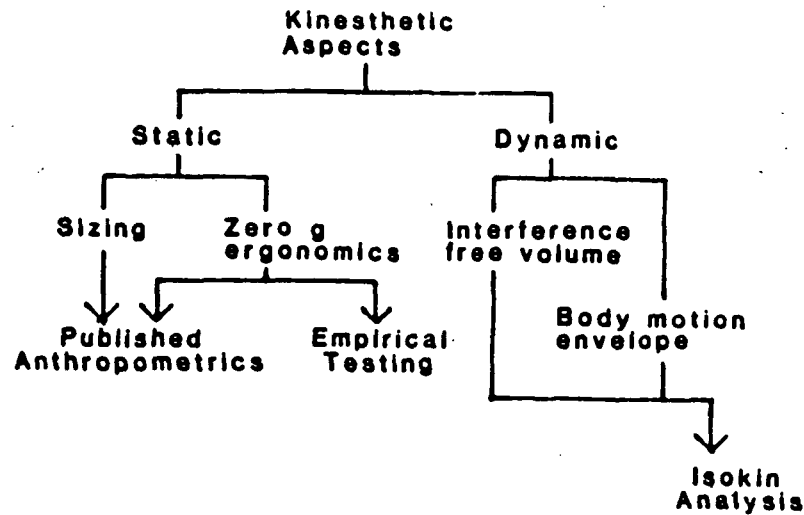 Kinesthetic
Aspects
Static
Dynamic
Sizing
Zero g
ergonomics
Interference
free volume
Published
Anthropometrics
Empirical
Testing
Body motion
envelope
Isokin
Analysis